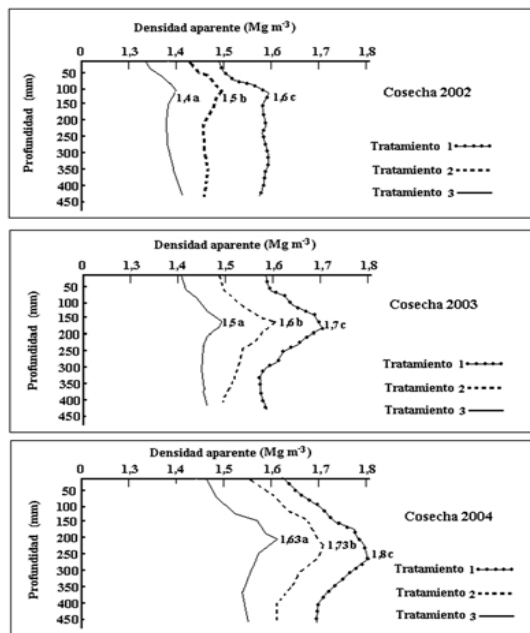 Densidad aparente (Mg m-3)
0 1,3 1,4 1,5 1,6 1,7 1,8
Profundidad (mm)
50
100
150
200
250
300
350
400
450
1,4 a
1,5 b
1,6 c
Cosecha 2002
Tratamiento 1
Tratamiento 2
Tratamiento 3
Densidad aparente (Mg m-3)
0 1,3 1,4 1,5 1,6 1,7 1,8
Profundidad (mm)
50
100
150
200
250
300
350
400
450
1,5 a
1,6 b
1,7 c
Cosecha 2003
Tratamiento 1
Tratamiento 2
Tratamiento 3
Densidad aparente (Mg m-3)
0 1,3 1,4 1,5 1,6 1,7 1,8
Profundidad (mm)
50
100
150
200
250
300
350
400
450
1,63 a
1,73 b
1,8 c
Cosecha 2004
Tratamiento 1
Tratamiento 2
Tratamiento 3